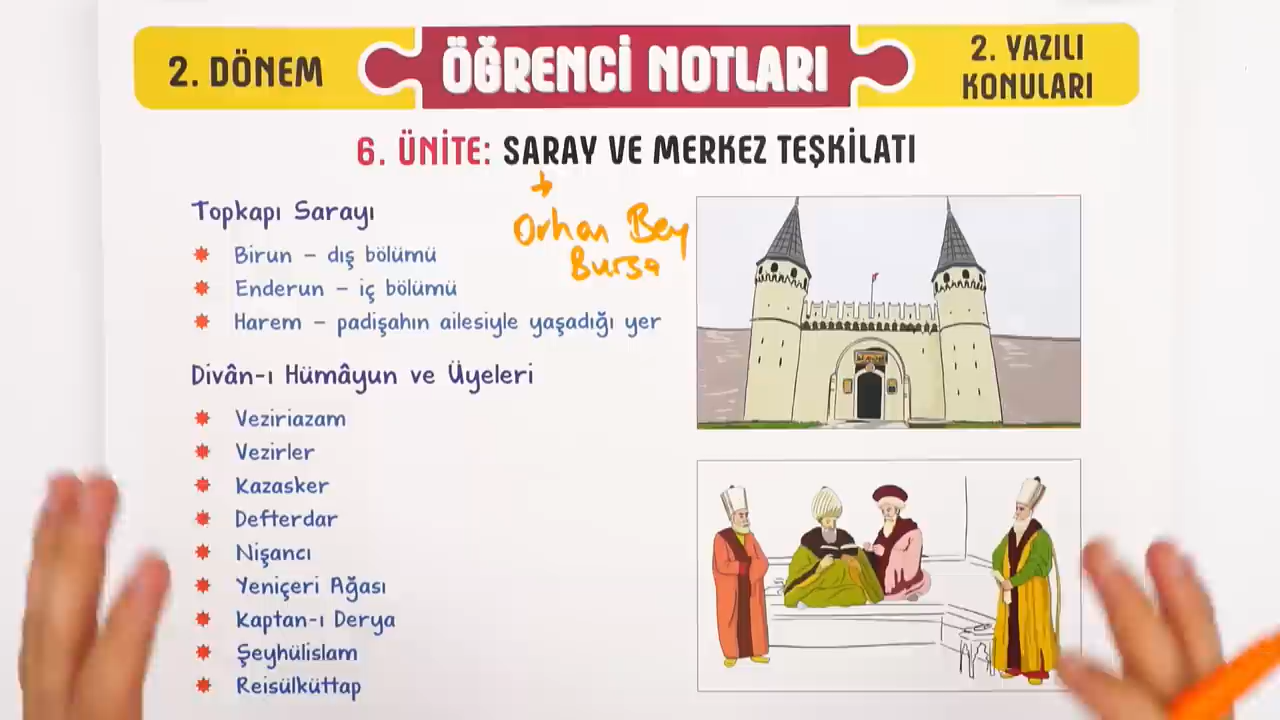 2. DÖNEM
ÖĞRENCİ NOTLARI
2. YAZILI
KONULARI
6. ÜNİTE: SARAY VE MERKEZ TEŞKİLATI
Orhan Bey
Bursa
Topkapı Sarayı
Birun – dış bölümü
Enderun – iç bölümü
Harem – padişahın ailesiyle yaşadığı yer
Divân-ı Hümâyun ve Üyeleri
Veziriazam
Vezirler
Kazasker
Defterdar
Nişancı
Yeniçeri Ağası
Kaptan-ı Derya
Şeyhülislam
Reisülküttap